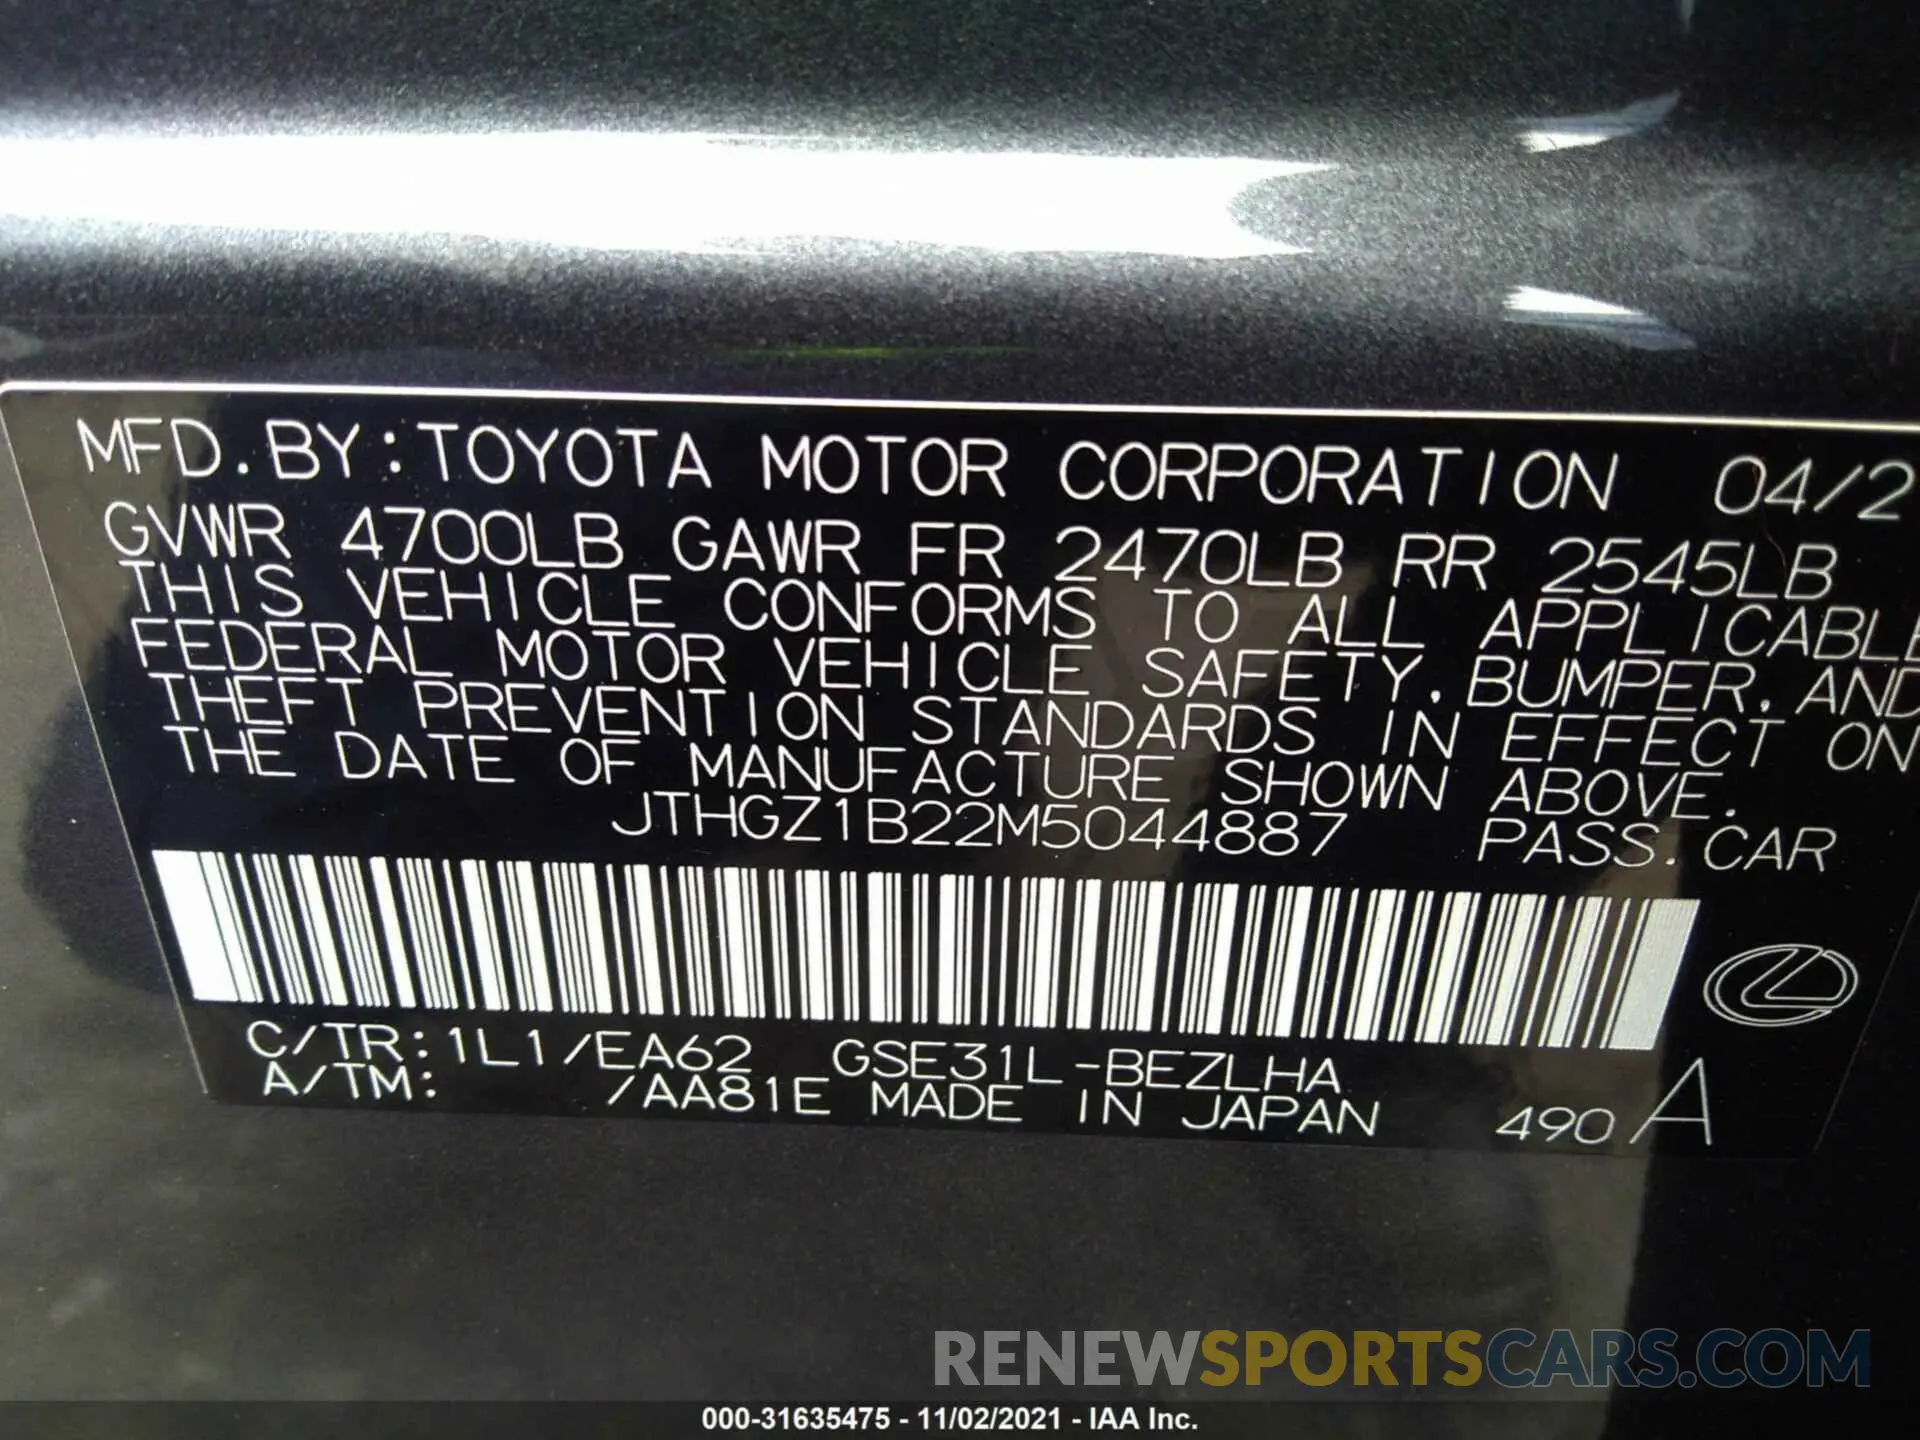 MFD.BY:TOYOTA MOTOR CORPORATION 04/2
GVWR 4700LB GAWR FR 2470LB RR 2545LB
THIS VEHICLE CONFORMS TO ALL APPLICABLE
FEDERAL MOTOR VEHICLE SAFETY,BUMPER,AND
THEFT PREVENTION STANDARDS IN EFFECT ON
THE DATE OF MANUFACTURE SHOWN ABOVE.
JTHGZ1B22M5044887 PASS.CAR
C/TR:1L1/EA62 GSE31L-BEZLHA
A/TM: /AA81E MADE IN JAPAN 490 A
RENEWSPORTSCARS.COM
000-31635475 - 11/02/2021 - IAA Inc.